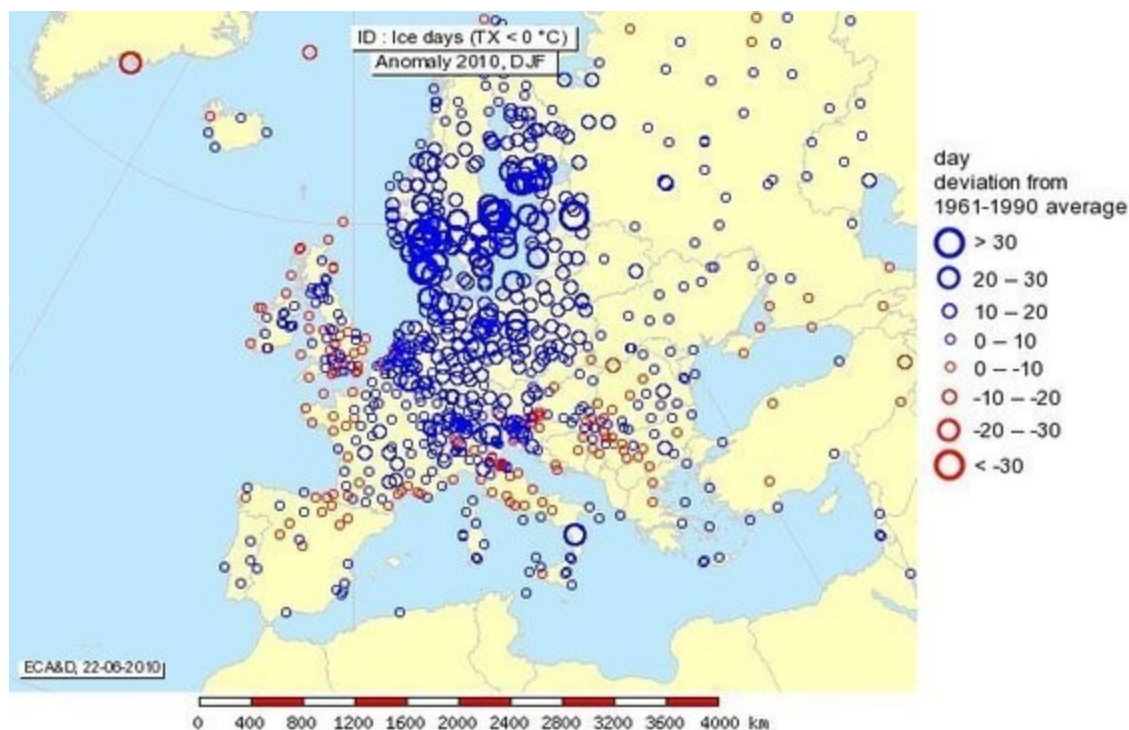 ID : Ice days (TX < 0 °C)
Anomaly 2010, DJF
day
deviation from
1961-1990 average
> 30
20 – 30
10 – 20
0 – 10
0 – -10
-10 – -20
-20 – -30
< -30
ECA&D, 22-06-2010
0 400 800 1200 1600 2000 2400 2800 3200 3600 4000 km